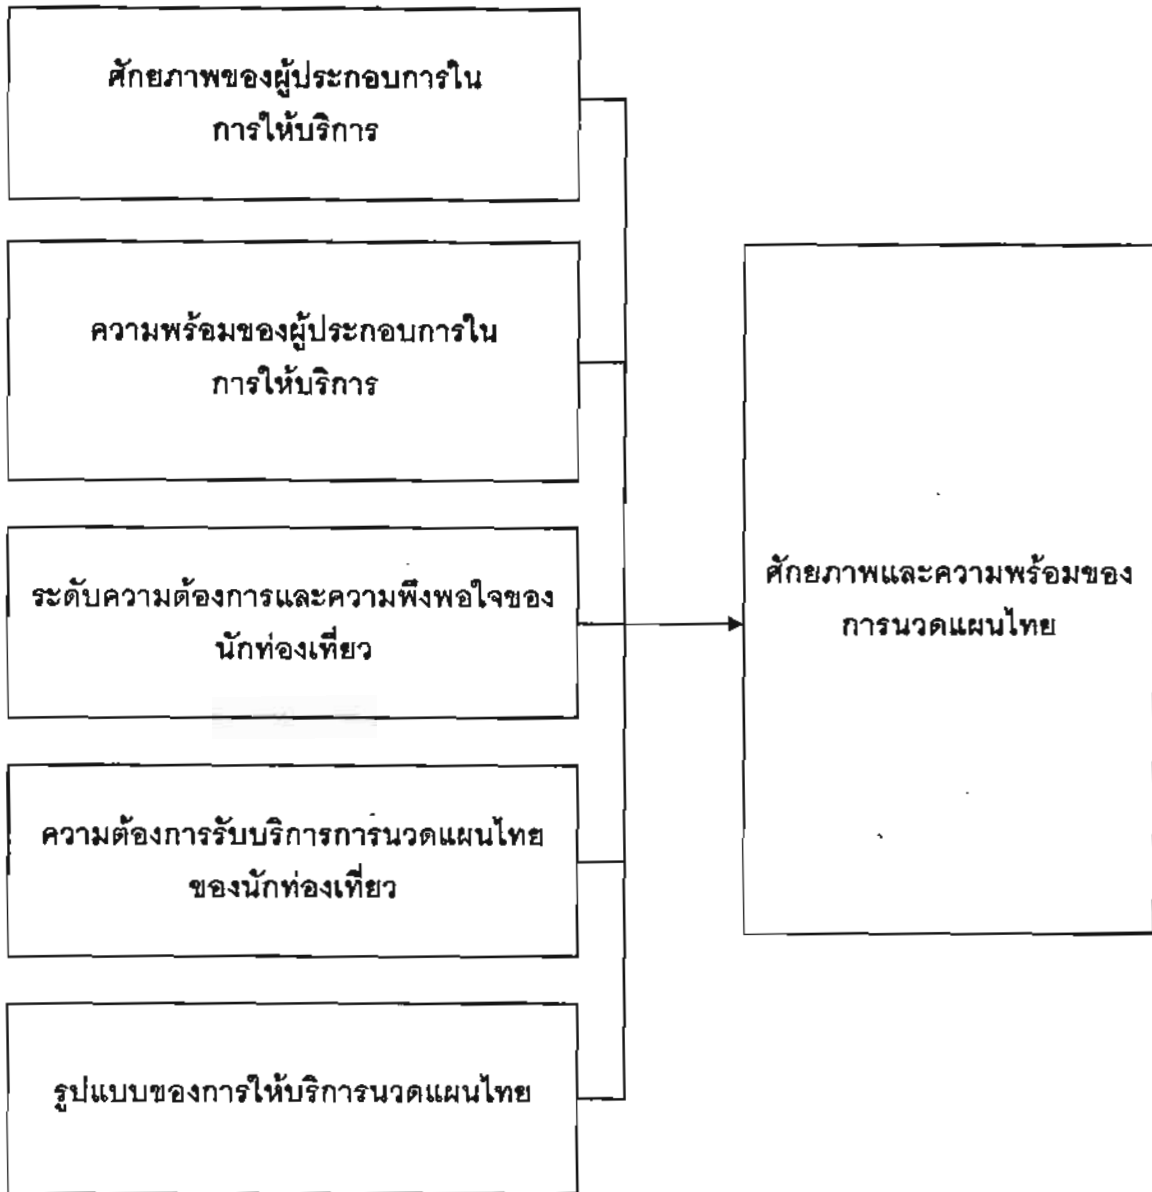 ศักยภาพของผู้ประกอบการใน
การให้บริการ
ความพร้อมของผู้ประกอบการใน
การให้บริการ
ระดับความต้องการและความพึงพอใจของ
นักท่องเที่ยว
ความต้องการรับบริการการนวดแผนไทย
ของนักท่องเที่ยว
รูปแบบของการให้บริการนวดแผนไทย
ศักยภาพและความพร้อมของ
การนวดแผนไทย